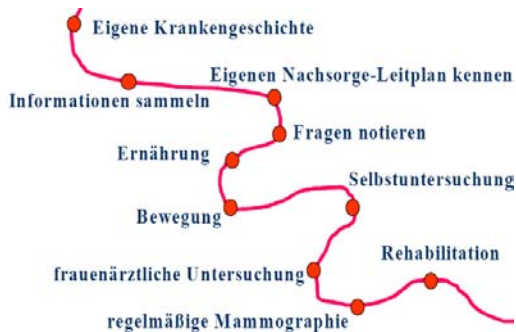 Eigene Krankengeschichte
Eigenen Nachsorge-Leitplan kennen
Informationen sammeln
Fragen notieren
Ernährung
Selbstuntersuchung
Bewegung
Rehabilitation
frauenärztliche Untersuchung
regelmäßige Mammographie